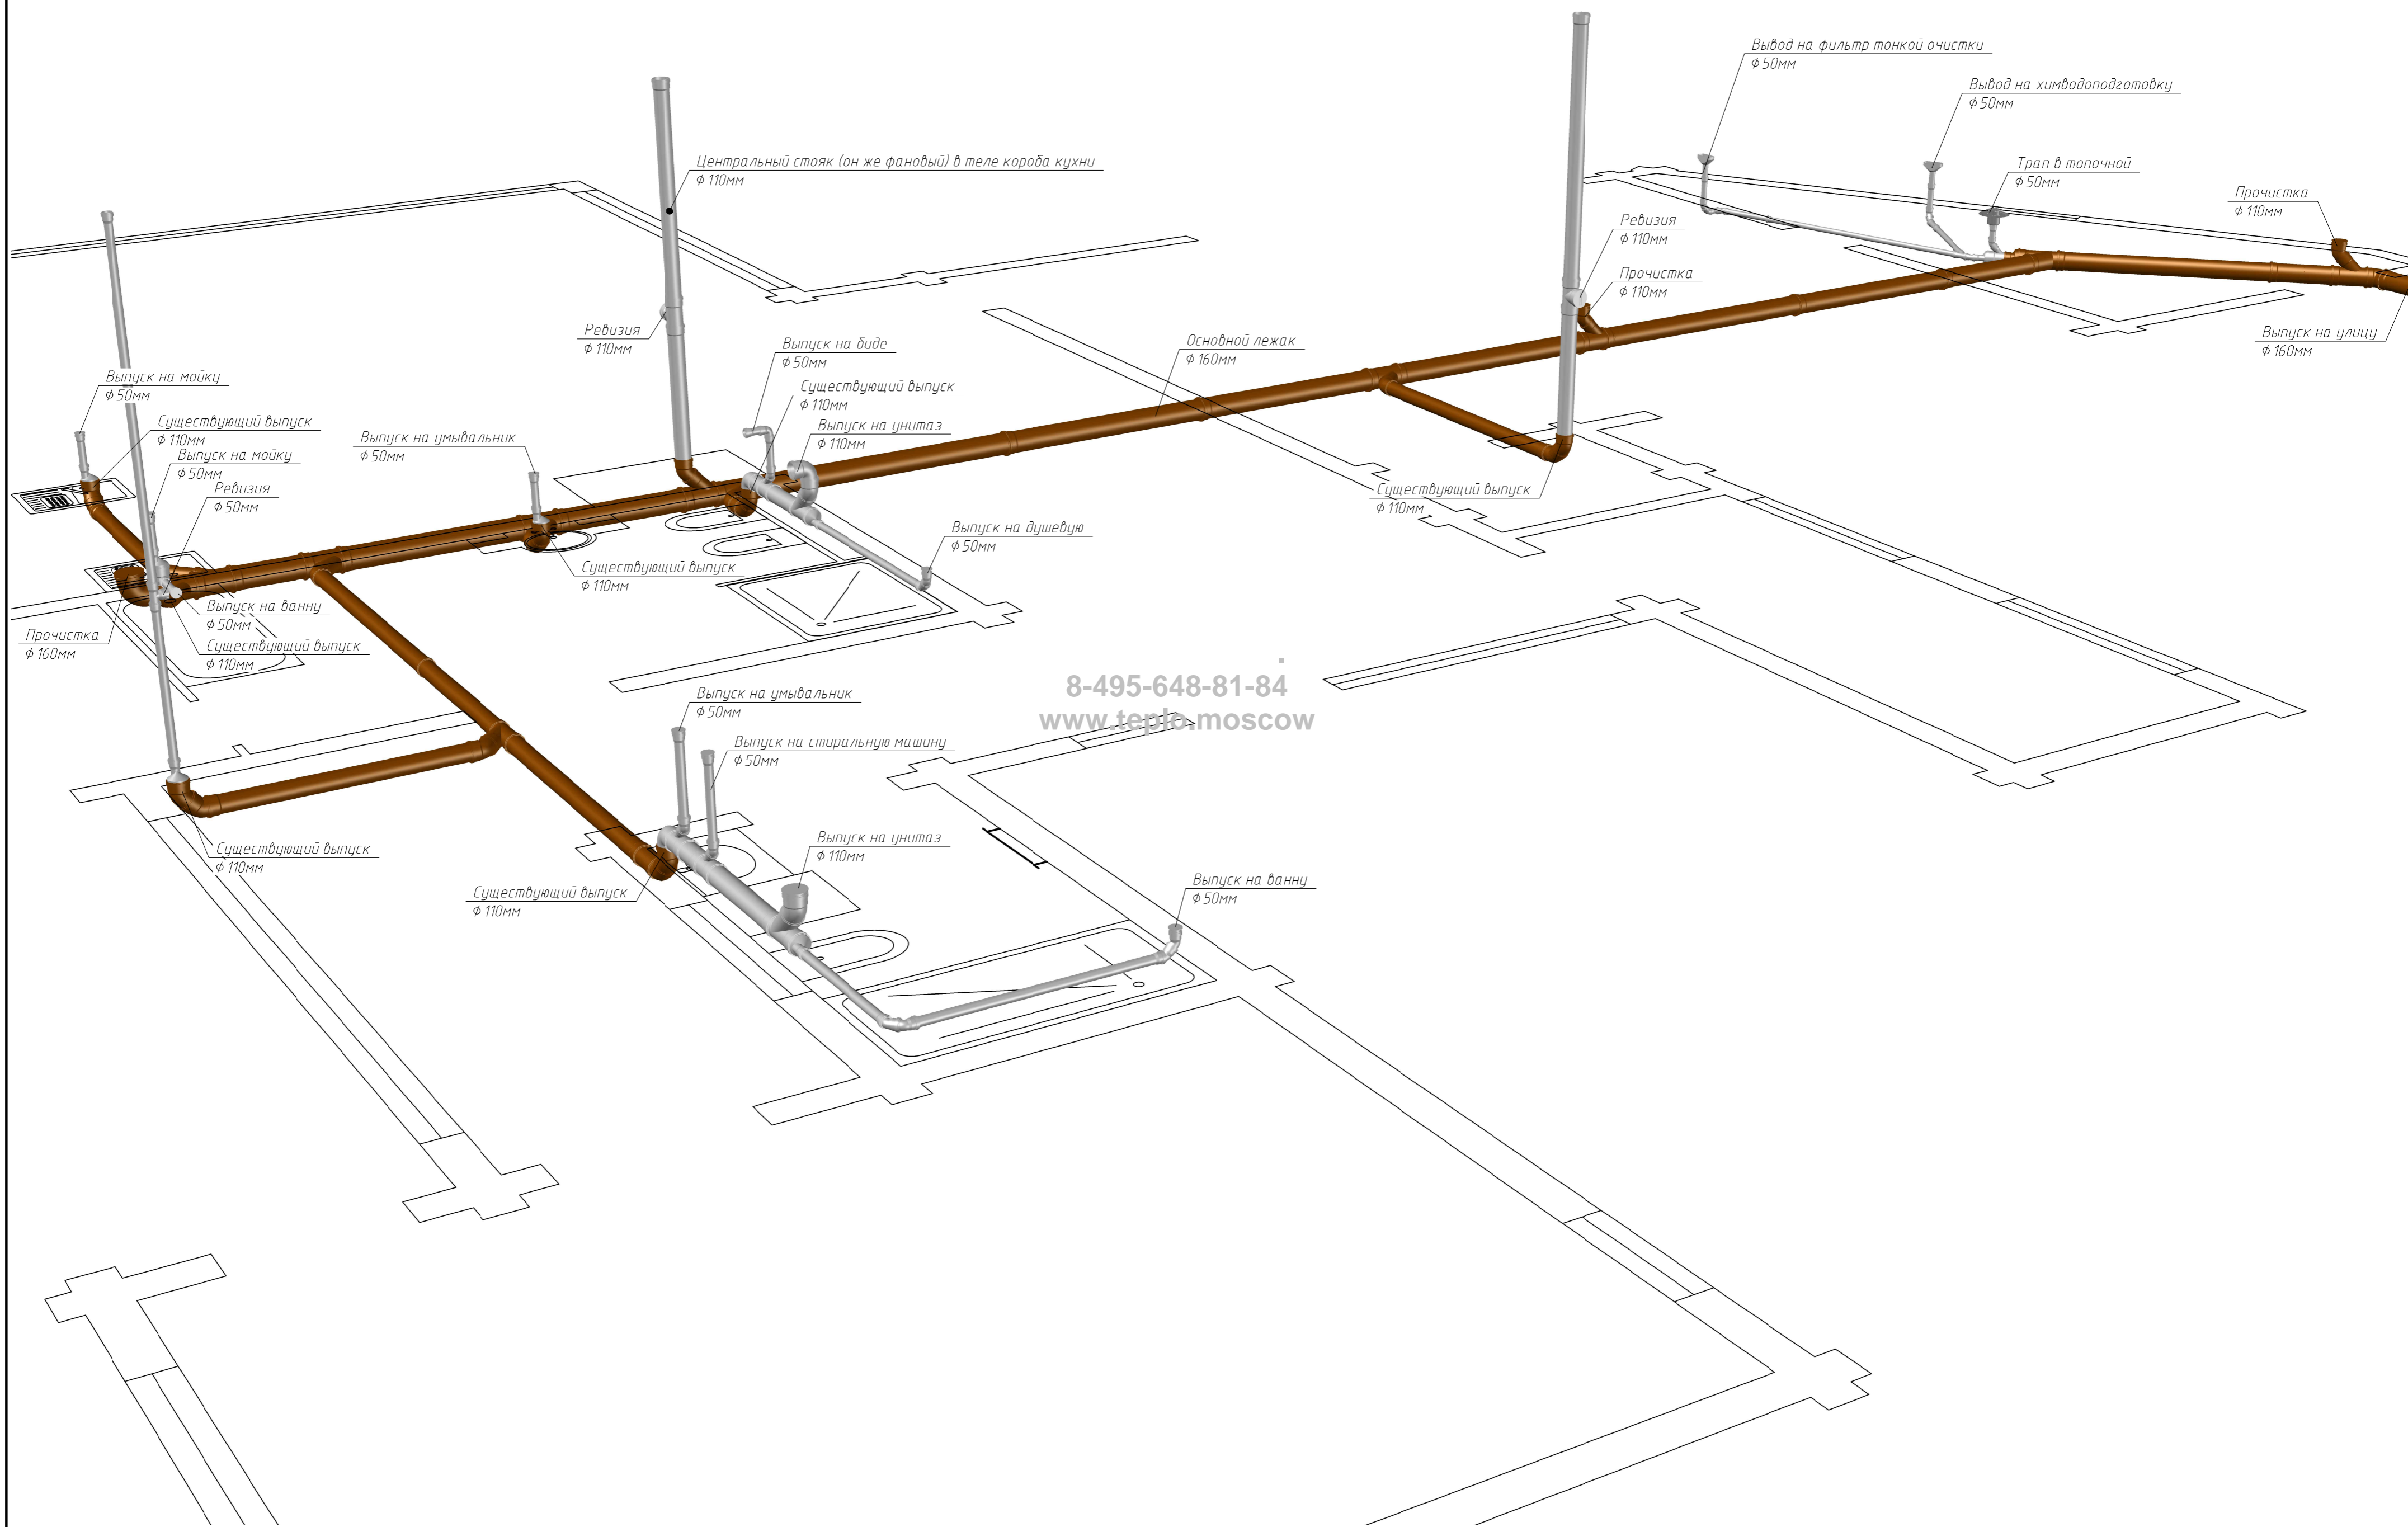 Вывод на фильтр тонкой очистки
ϕ 50мм
Вывод на химводоподготовку
ϕ 50мм
Центральный стояк (он же фановый) в теле короба кухни
ϕ 110мм
Трап в топочной
ϕ 50мм
Прочистка
ϕ 110мм
Ревизия
ϕ 110мм
Прочистка
ϕ 110мм
Ревизия
ϕ 110мм
Выпуск на биде
ϕ 50мм
Основной лежак
ϕ 160мм
Выпуск на улицу
ϕ 160мм
Выпуск на мойку
ϕ 50мм
Существующий выпуск
ϕ 110мм
Существующий выпуск
ϕ 110мм
Выпуск на умывальник
ϕ 50мм
Выпуск на унитаз
ϕ 110мм
Выпуск на мойку
ϕ 50мм
Ревизия
ϕ 50мм
Существующий выпуск
ϕ 110мм
Выпуск на душевую
ϕ 50мм
Существующий выпуск
ϕ 110мм
Выпуск на ванну
ϕ 50мм
Прочистка
ϕ 160мм
Существующий выпуск
ϕ 110мм
8-495-648-81-84
www.teplo.moscow
Выпуск на умывальник
ϕ 50мм
Выпуск на стиральную машину
ϕ 50мм
Выпуск на унитаз
ϕ 110мм
Существующий выпуск
ϕ 110мм
Существующий выпуск
ϕ 110мм
Выпуск на ванну
ϕ 50мм